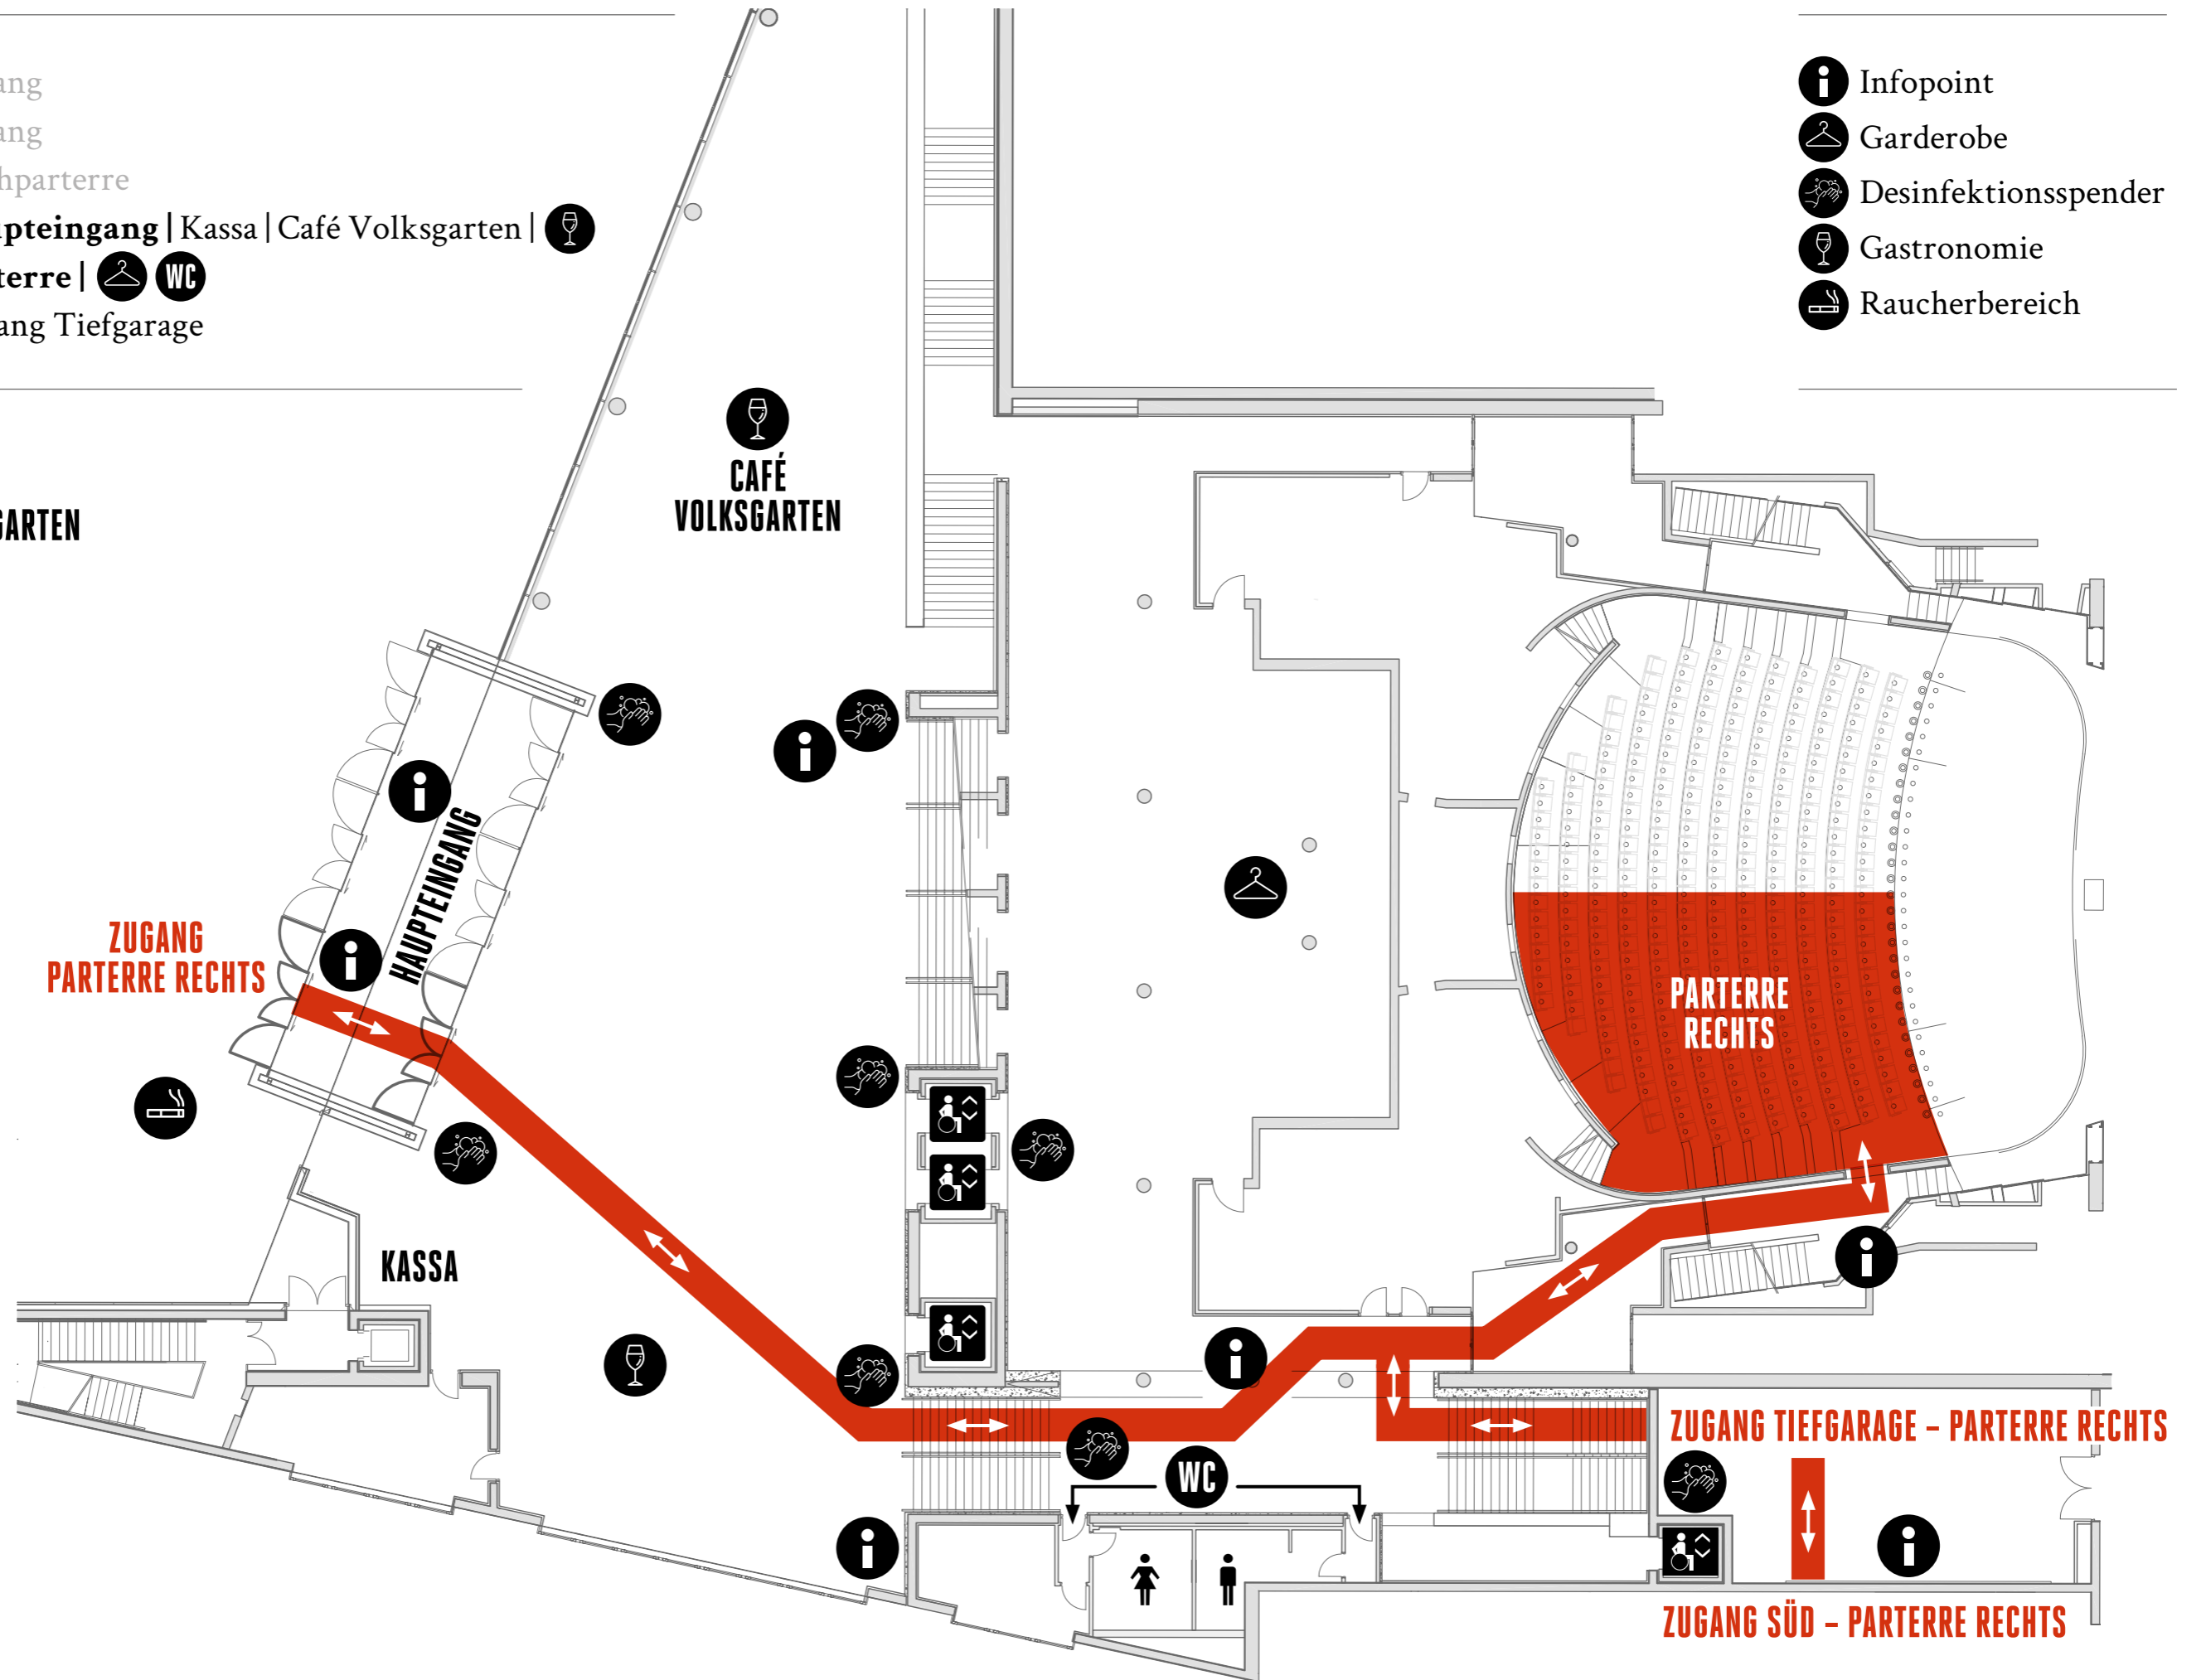 ang
ang
hparterre
pteingang | Kassa | Café Volksgarten |
terre | WC
ang Tiefgarage
Infopoint
Garderobe
Desinfektionsspender
Gastronomie
Raucherbereich
CAFÉ
VOLKSGARTEN
GARTEN
HAUPTEINGANG
ZUGANG
PARTERRE RECHTS
PARTERRE
RECHTS
KASSA
ZUGANG TIEFGARAGE – PARTERRE RECHTS
WC
ZUGANG SÜD – PARTERRE RECHTS